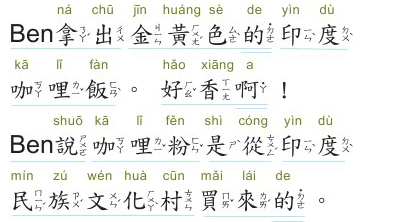 ná chū jīn huáng sè de yìn dù
Ben拿出金黃色的印度
kā lǐ fàn hǎo xiāng a
咖哩飯。好香啊！
shuō kā lǐ fěn shì cóng yìn dù
Ben說咖哩粉是從印度
mín zú wén huà cūn mǎi lái de
民族文化村買來的。